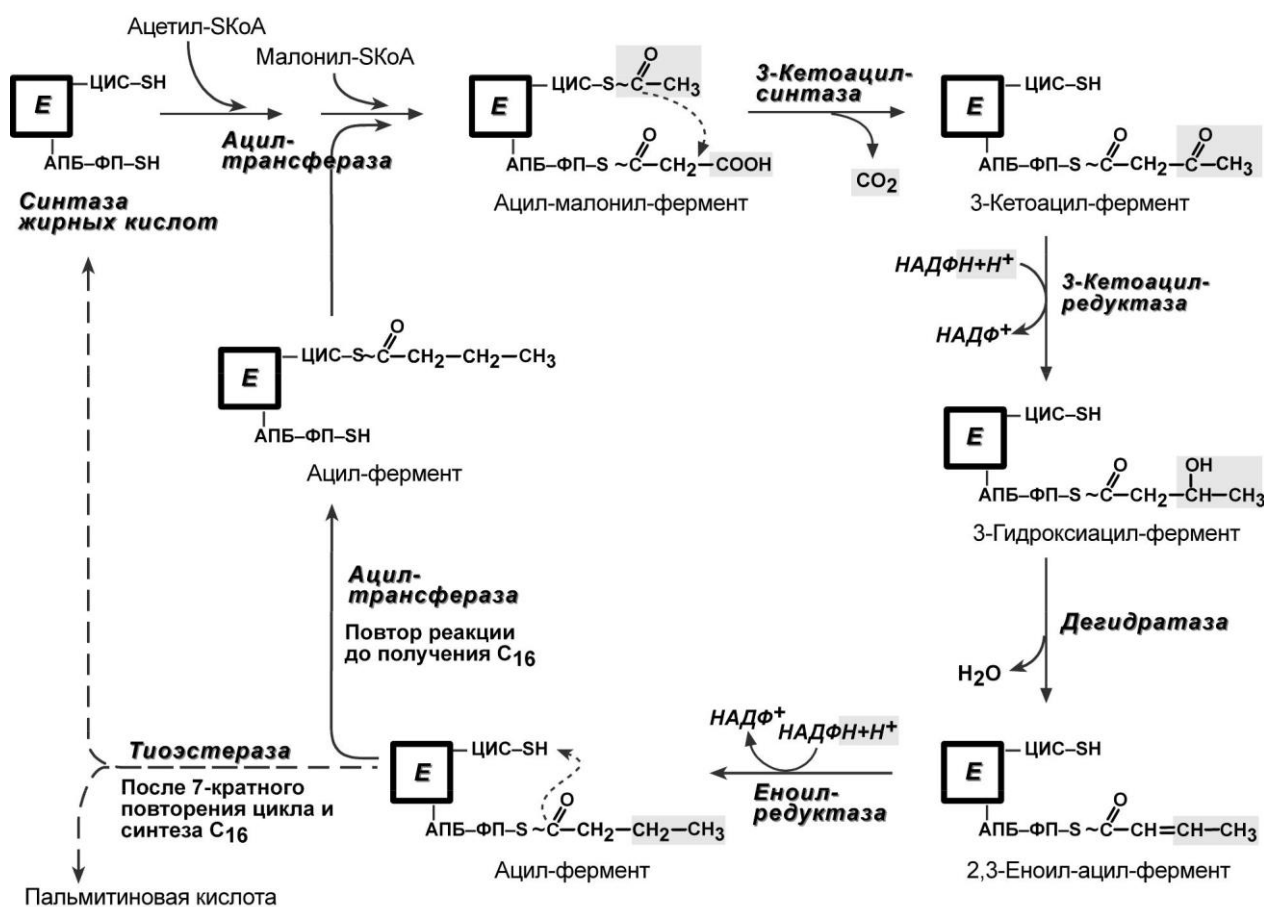 Ацетил-SКоА
Малонил-SКоА
E
ЦИС–SH
АПБ–ФП–SH
Синтаза
жирных кислот
Ацил-
трансфераза
E
ЦИС–S~C–CH3
O
АПБ–ФП–S~C–CH2–COOH
O
Ацил-малонил-фермент
3-Кетоацил-
синтаза
CO2
E
ЦИС–SH
O
O
АПБ–ФП–S~C–CH2–C–CH3
3-Кетоацил-фермент
НАДФН+Н+
НАДФ+
3-Кетоацил-
редуктаза
E
ЦИС–SH
O
OH
АПБ–ФП–S~C–CH2–CH–CH3
3-Гидроксиацил-фермент
Дегидратаза
H2O
E
ЦИС–SH
O
АПБ–ФП–S~C–CH=CH–CH3
2,3-Еноил-ацил-фермент
НАДФ+
НАДФН+Н+
Еноил-
редуктаза
E
ЦИС–SH
O
АПБ–ФП–S~C–CH2–CH2–CH3
Ацил-фермент
Ацил-
трансфераза
Повтор реакции
до получения С16
E
O
ЦИС–S~C–CH2–CH2–CH3
АПБ–ФП–SH
Ацил-фермент
Тиоэстераза
После 7-кратного
повторения цикла и
синтеза С16
Пальмитиновая кислота